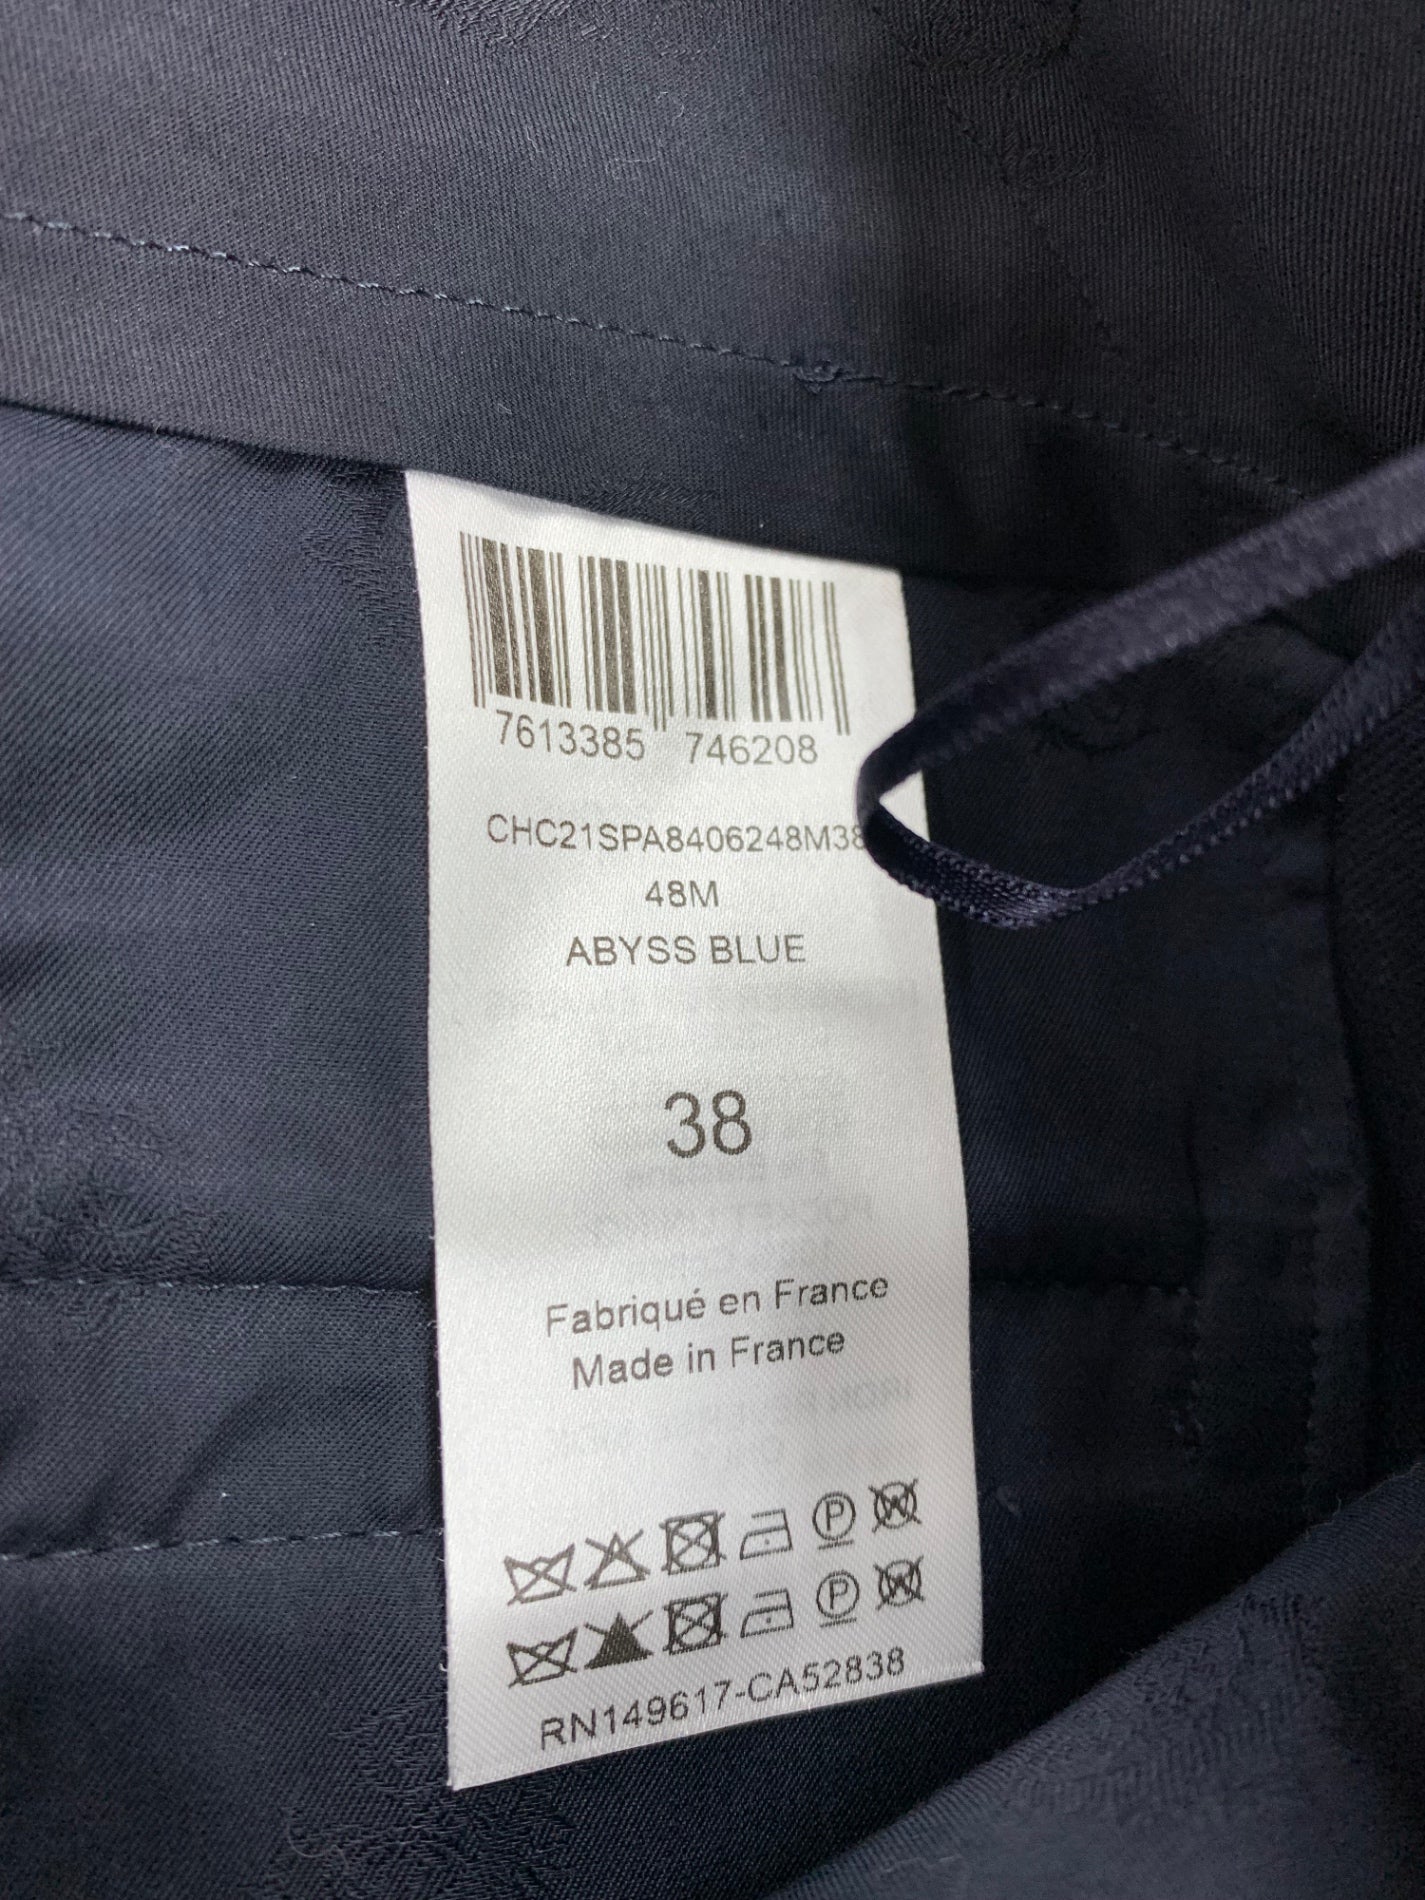 7613385 746208
CHC21SPA8406248M38
48M
ABYSS BLUE
38
Fabriqué en France
Made in France
P
P
RN149617-CA52838